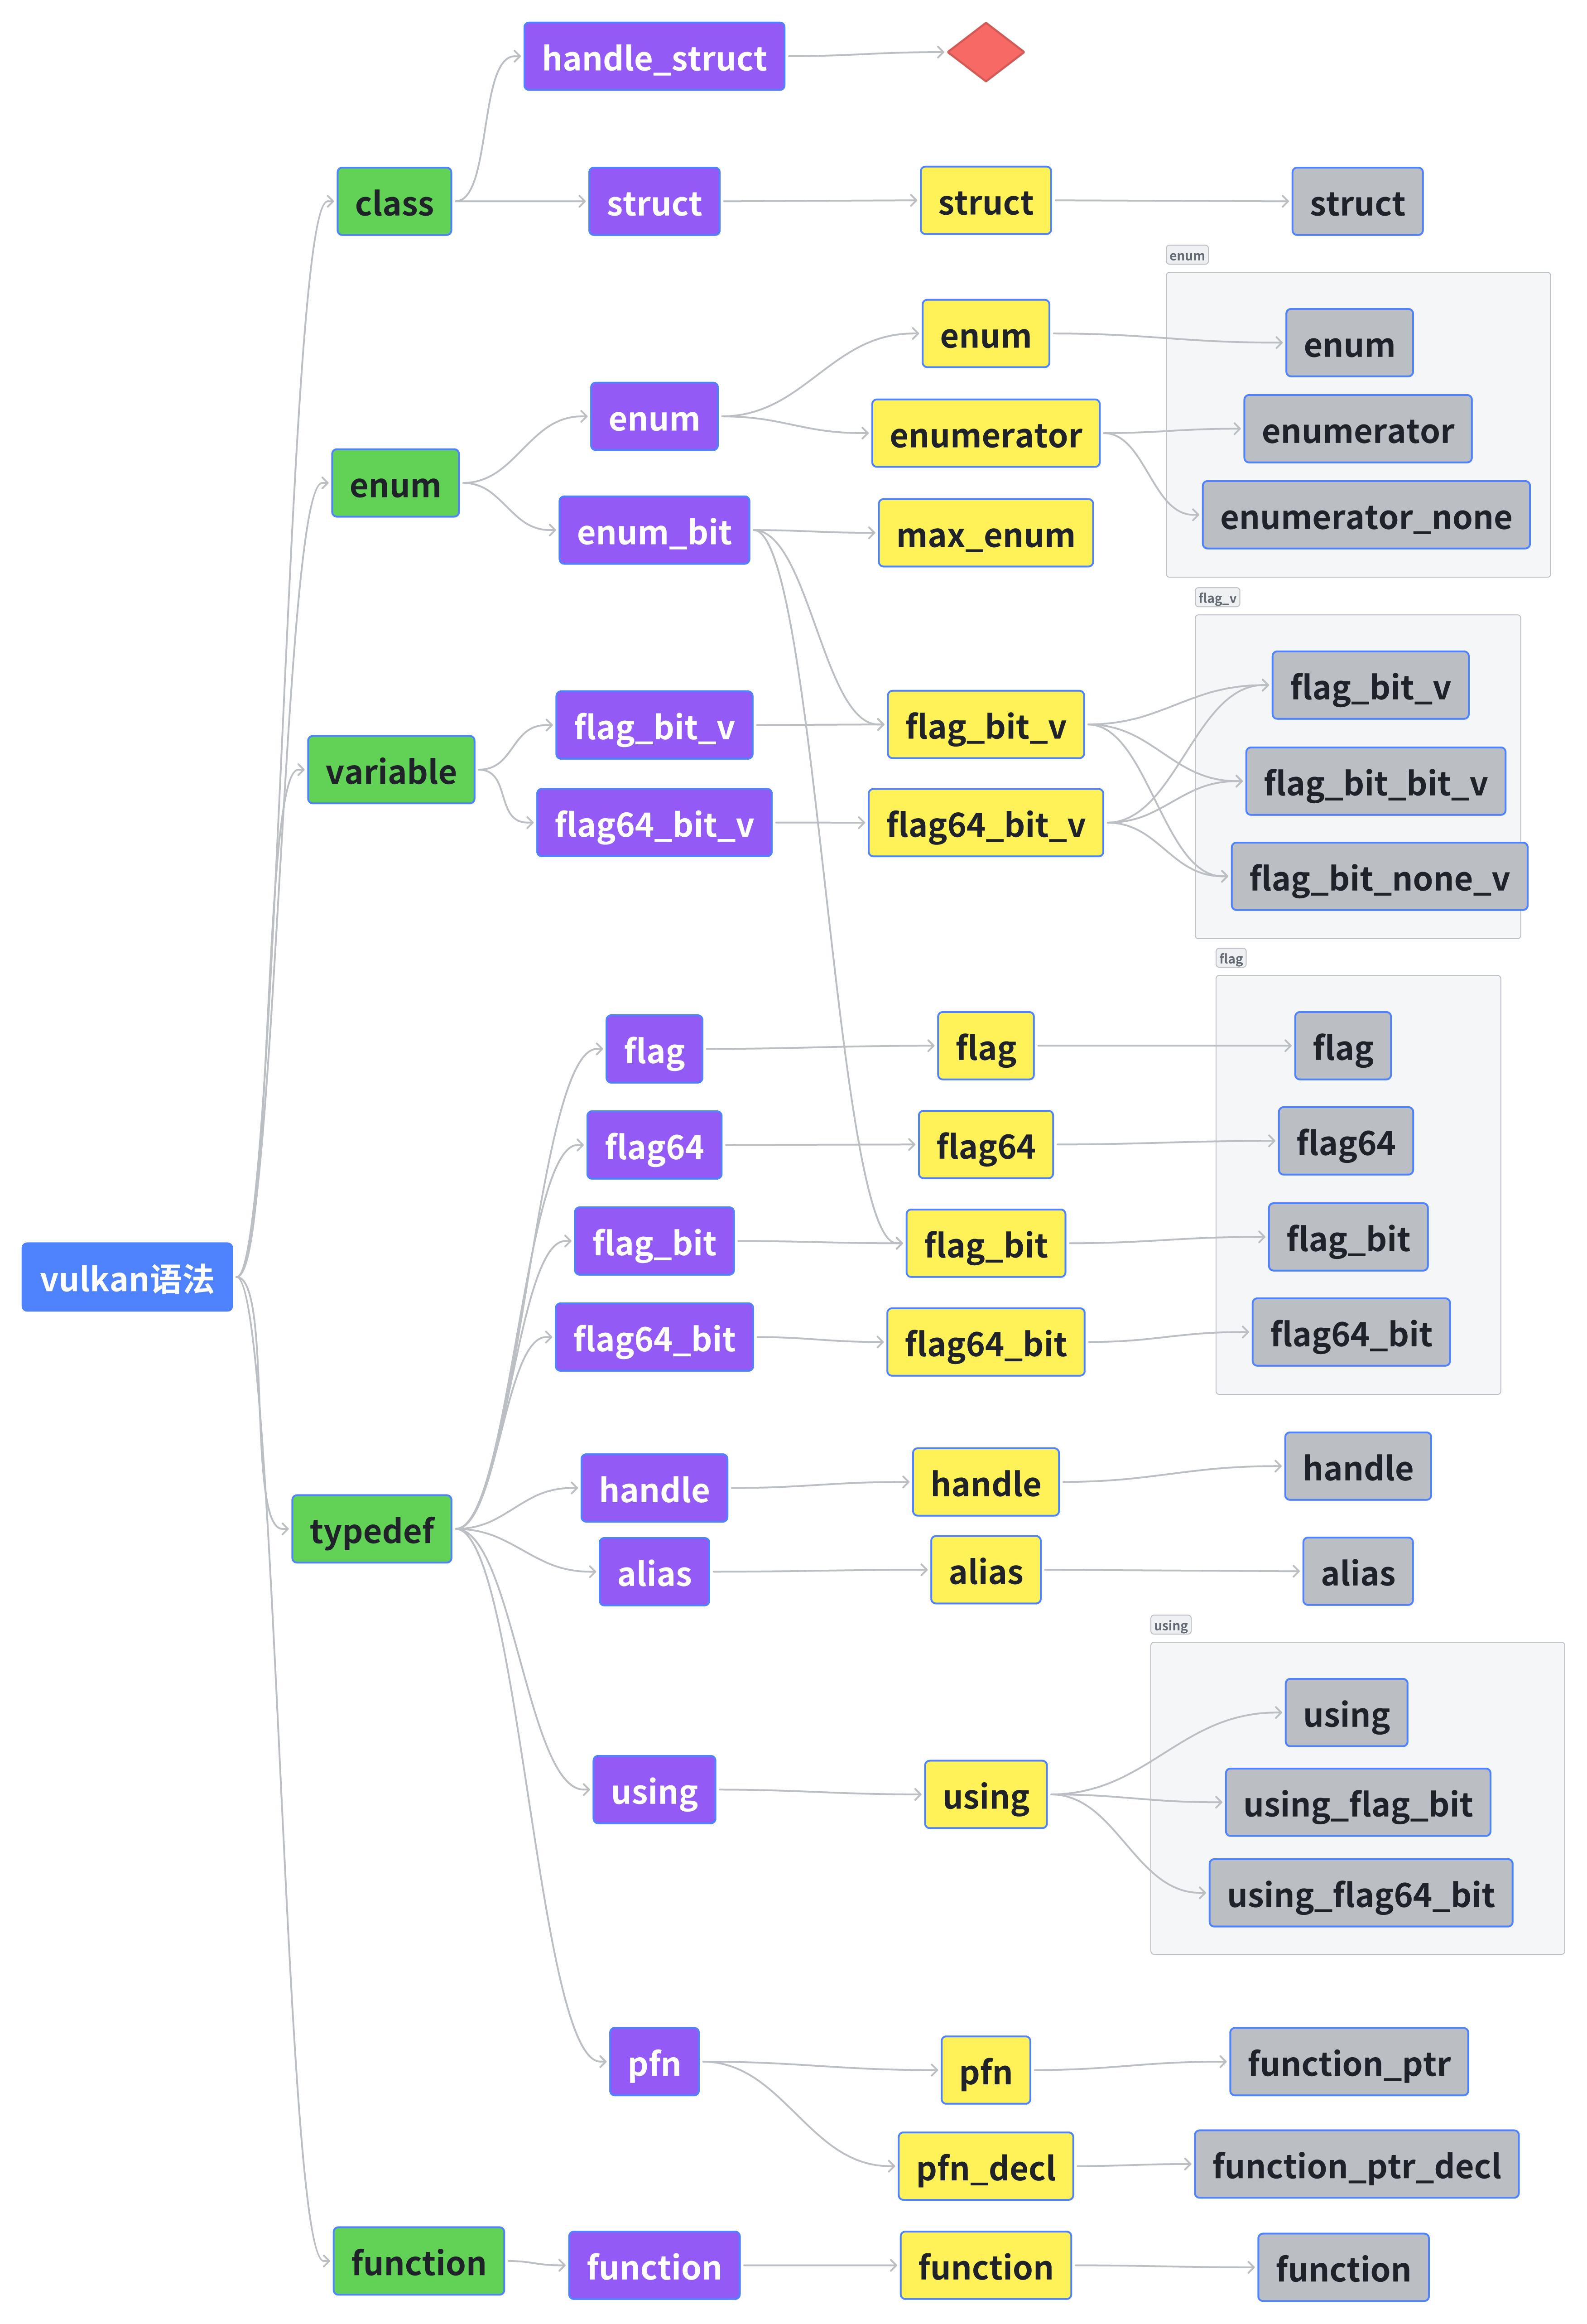 handle_struct
class
struct
struct
struct
enum
enum
enum
enum
enumerator
enumerator
enum
enumerator_none
enum_bit
max_enum
flag_v
flag_bit_v
flag_bit_v
flag_bit_v
variable
flag_bit_bit_v
flag64_bit_v
flag64_bit_v
flag_bit_none_v
flag
flag
flag
flag
flag64
flag64
flag64
flag_bit
flag_bit
flag_bit
vulkan语法
flag64_bit
flag64_bit
flag64_bit
handle
handle
handle
typedef
alias
alias
alias
using
using
using
using
using_flag_bit
using_flag64_bit
pfn
pfn
function_ptr
pfn_decl
function_ptr_decl
function
function
function
function